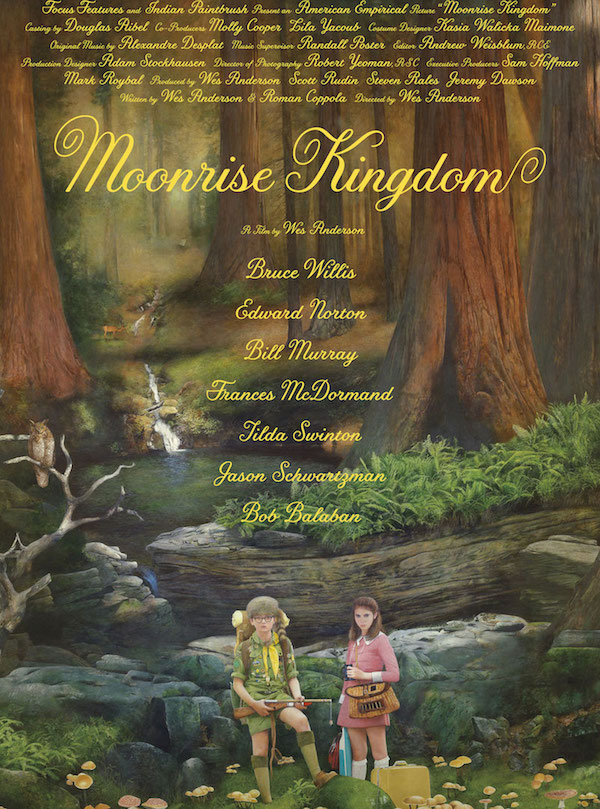 Focus Features and Indian Paintbrush Present an American Empirical Picture "Moonrise Kingdom"
Casting by Douglas Aibel Co-Producers Molly Cooper Lila Yacoub Costume Designer Kasia Walicka Maimone
Original Music by Alexandre Desplat Music Supervisor Randall Poster Editor Andrew Weisblum, ACE
Production Designer Adam Stockhausen Director of Photography Robert Yeoman, ASC Executive Producers Sam Hoffman
Mark Roybal Produced by Wes Anderson Scott Rudin Steven Rales Jeremy Dawson
Written by Wes Anderson & Roman Coppola Directed by Wes Anderson
Moonrise Kingdom
A Film by Wes Anderson
Bruce Willis
Edward Norton
Bill Murray
Frances McDormand
Tilda Swinton
Jason Schwartzman
Bob Balaban